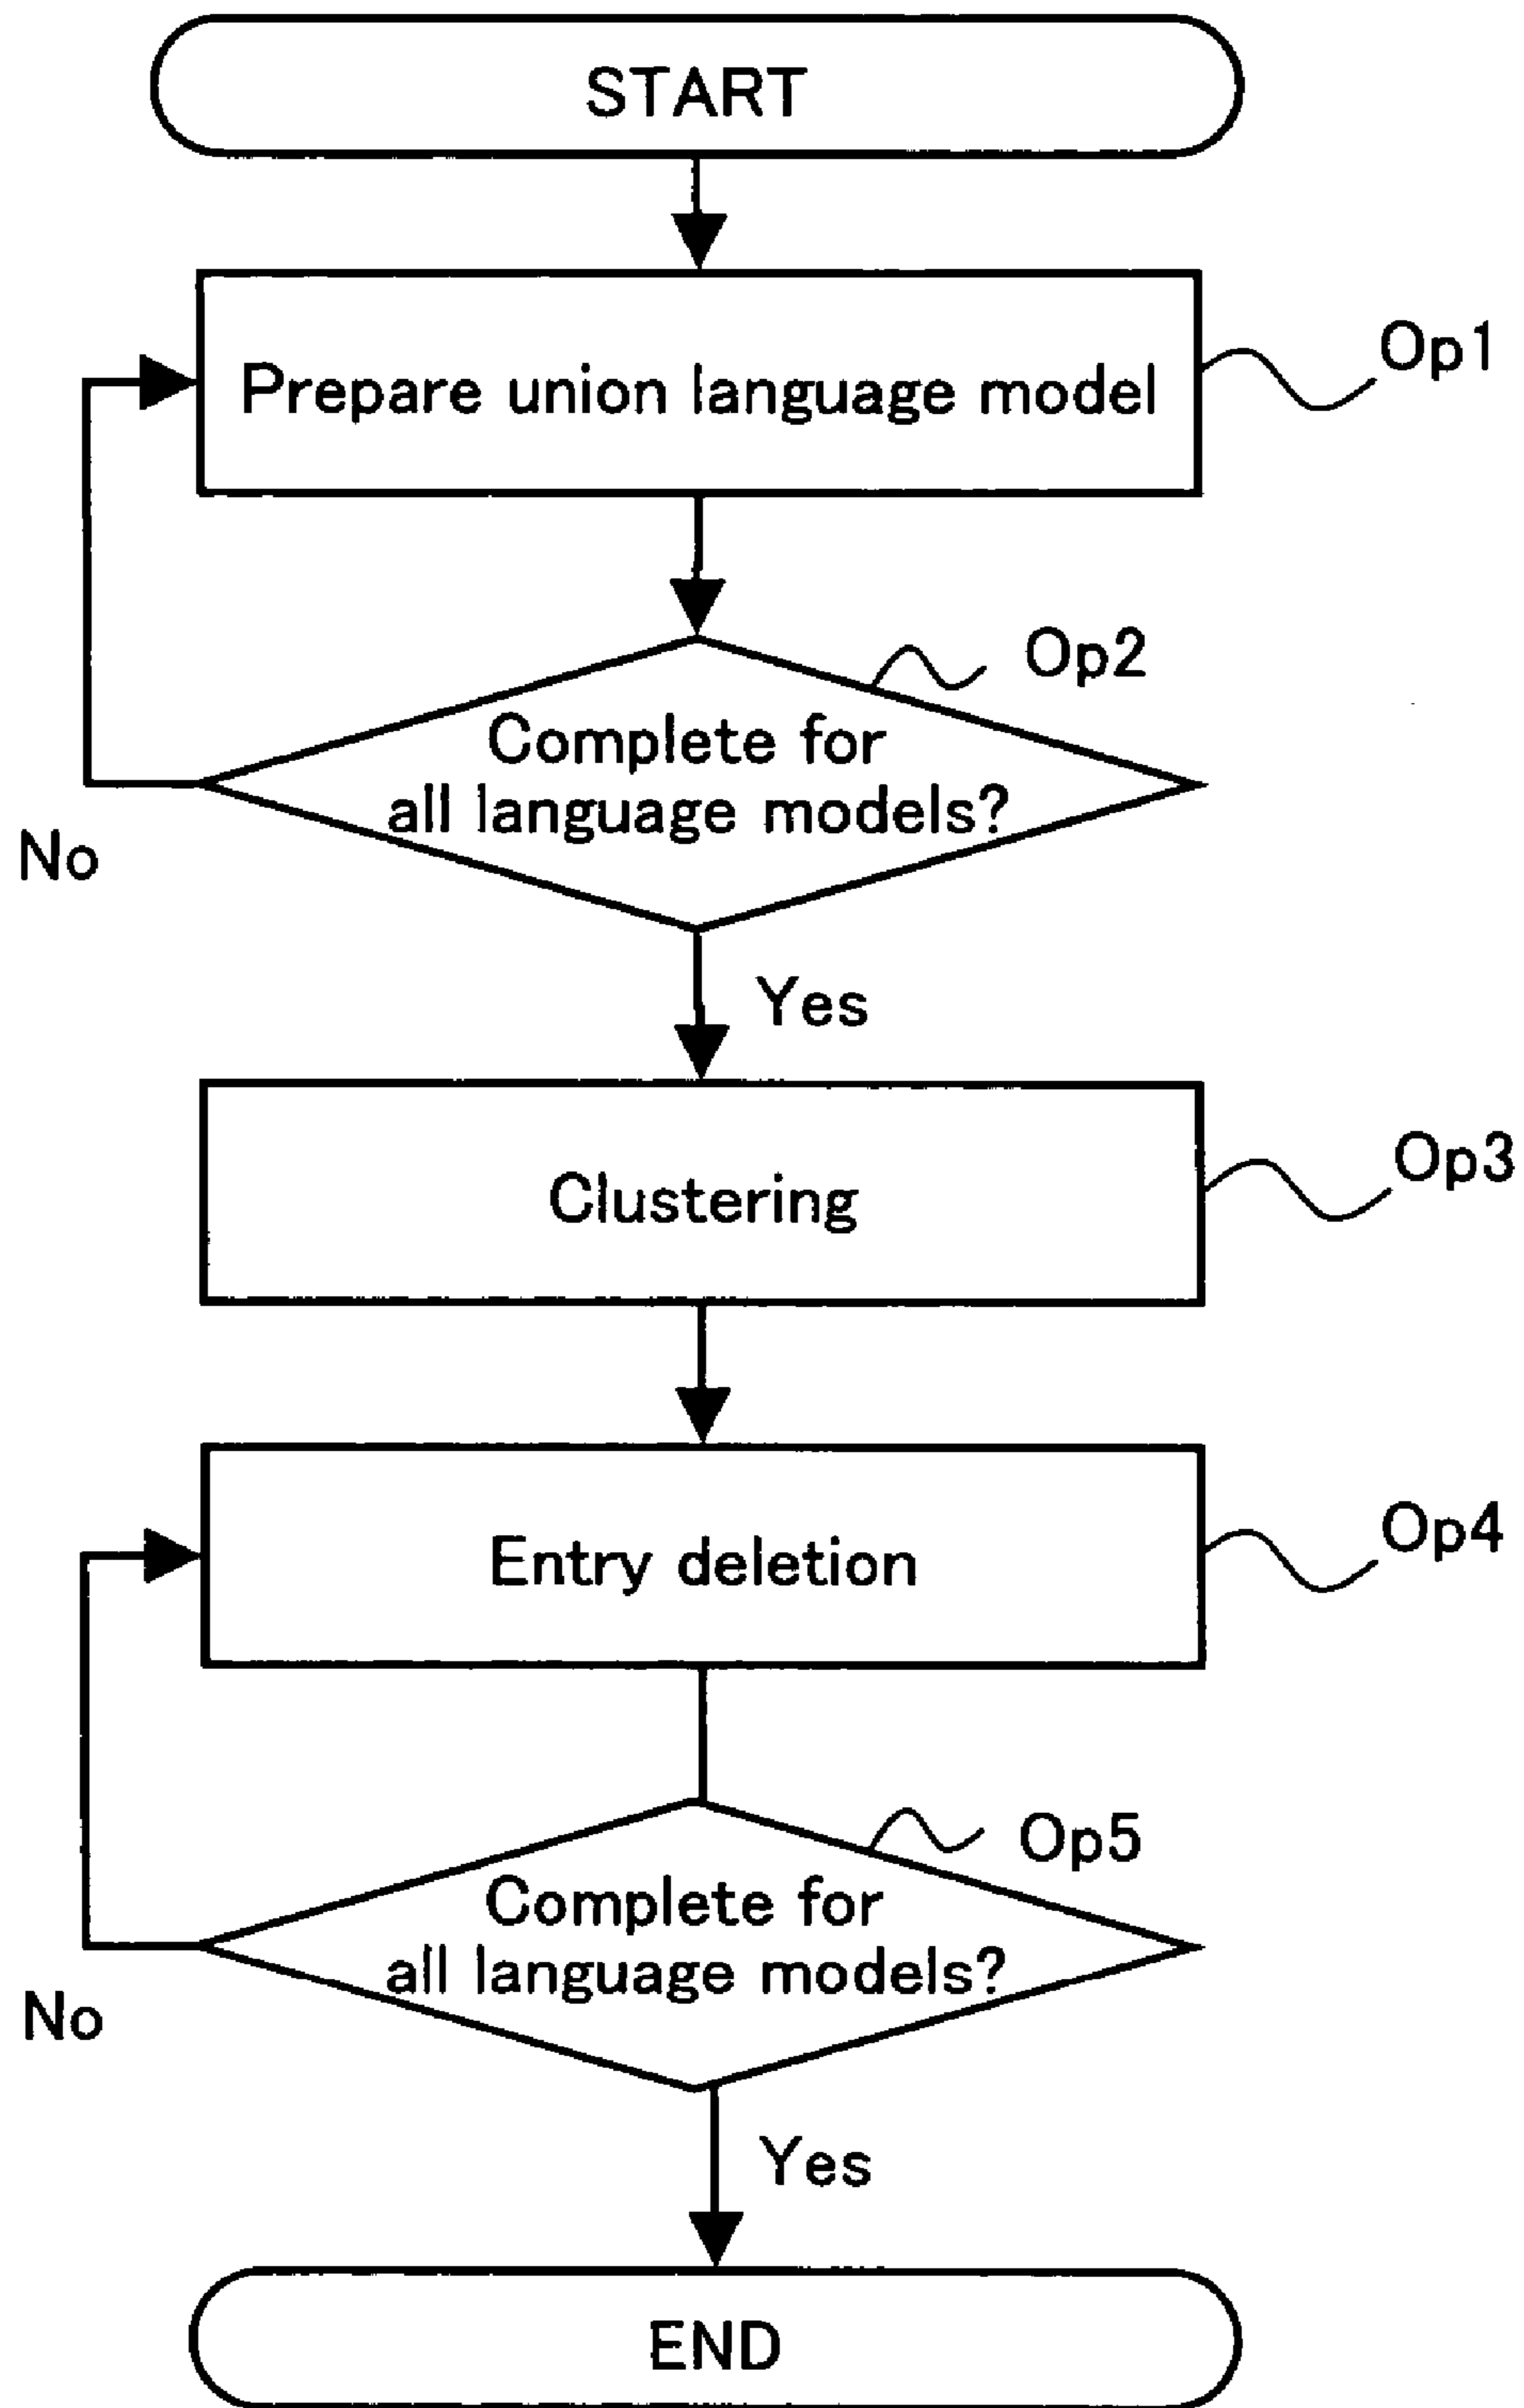 START
Prepare union language model
Op1
Op2
Complete for
all language models?
No
Yes
Clustering
Op3
Entry deletion
Op4
Op5
Complete for
all language models?
No
Yes
END